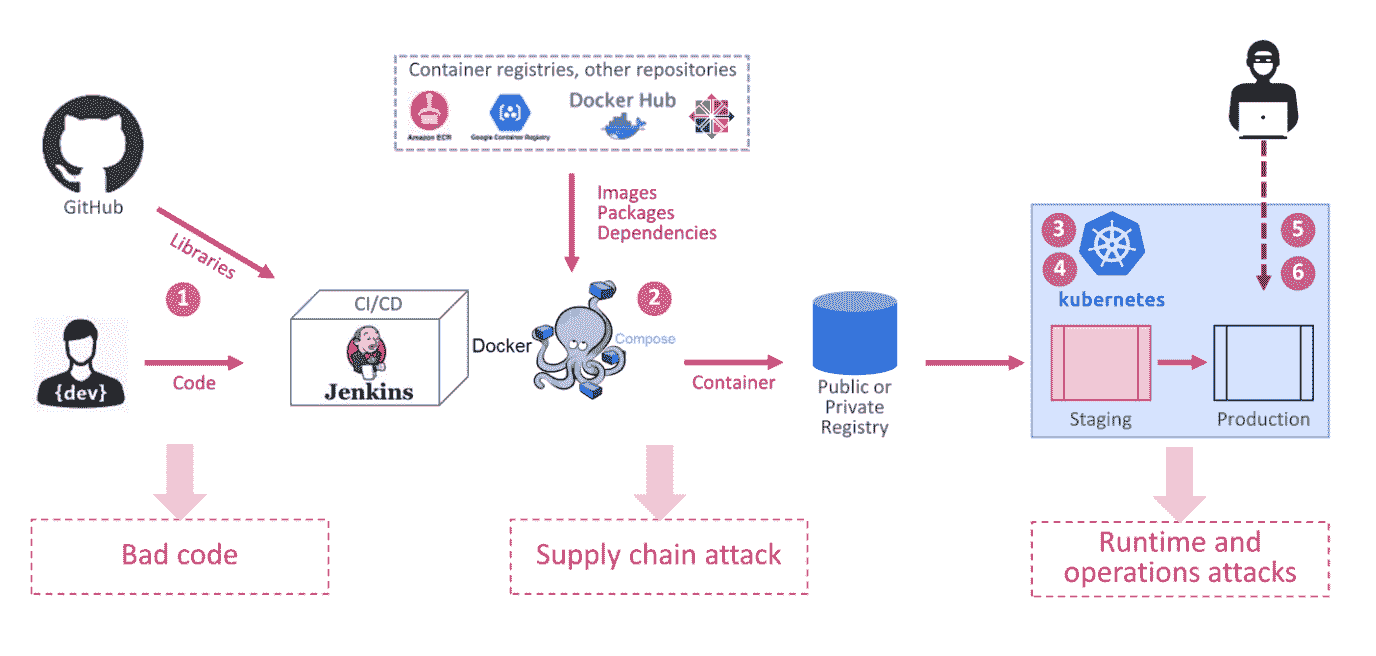 Container registries, other repositories
Amazon ECR
Google Container Registry
Docker Hub
GitHub
Libraries
Images
Packages
Dependencies
1
{dev}
Code
CI/CD
Jenkins
Docker
Compose
2
Container
Public or
Private
Registry
3
4
kubernetes
5
6
Staging
Production
Bad code
Supply chain attack
Runtime and
operations attacks